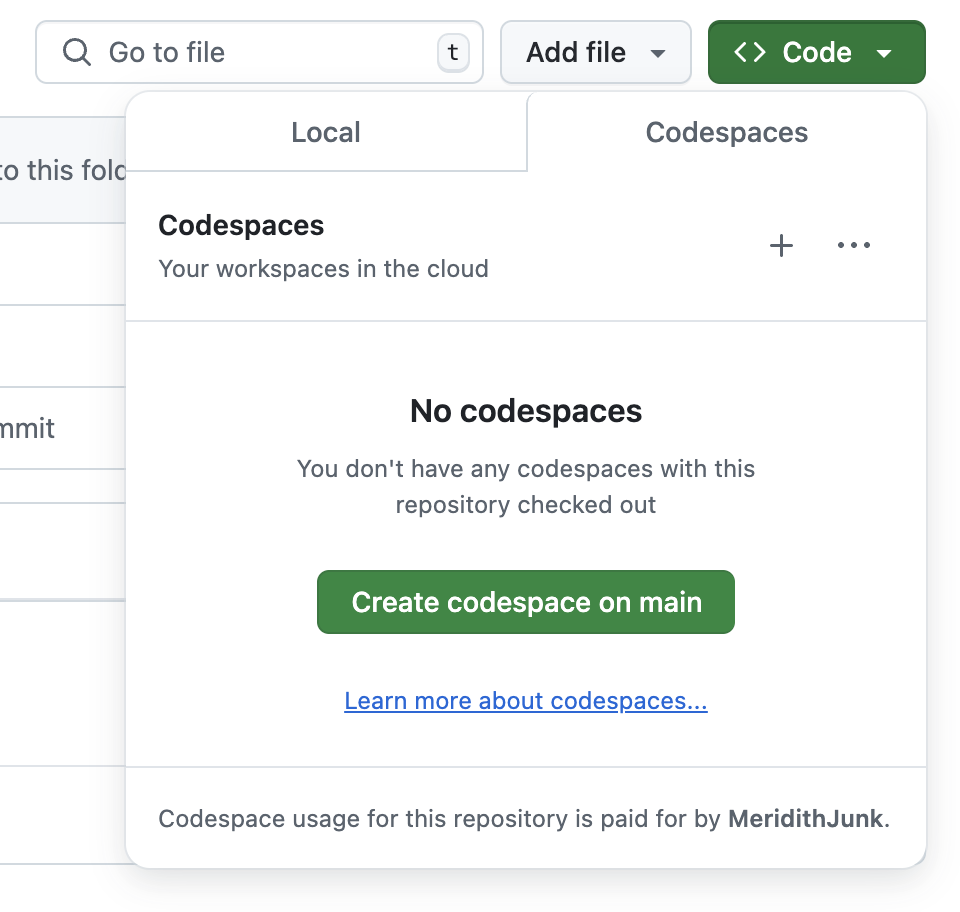 Go to file t Add file Code
Local Codespaces
to this fold
Codespaces
Your workspaces in the cloud
No codespaces
mmit
You don't have any codespaces with this
repository checked out
Create codespace on main
Learn more about codespaces...
Codespace usage for this repository is paid for by MeridithJunk.